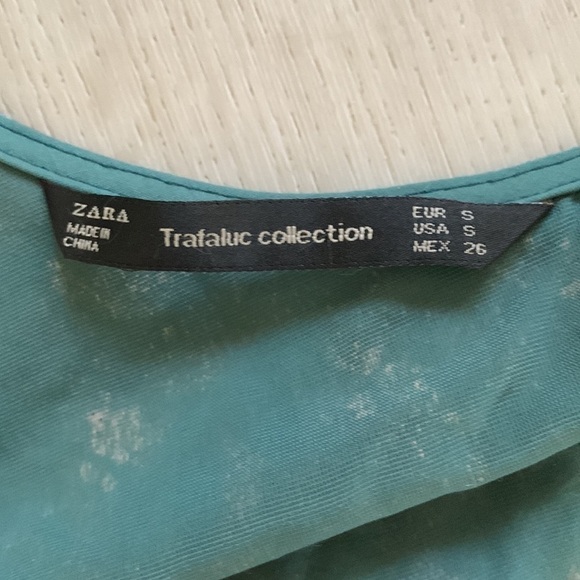 ZARA
MADE IN
CHINA
Trafaluc collection
EUR S
USA S
MEX 26